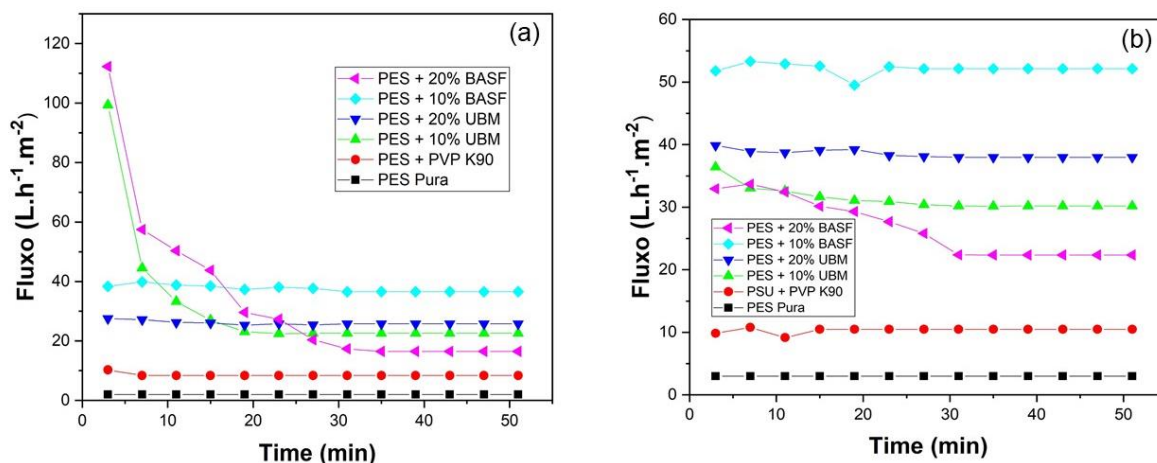 (a)
120
100
80
60
40
20
0
Fluxo (L.h⁻¹.m⁻²)
PES + 20% BASF
PES + 10% BASF
PES + 20% UBM
PES + 10% UBM
PES + PVP K90
PES Pura
0 10 20 30 40 50
Time (min)
(b)
60
50
40
30
20
10
0
Fluxo (L.h⁻¹.m⁻²)
PES + 20% BASF
PES + 10% BASF
PES + 20% UBM
PES + 10% UBM
PSU + PVP K90
PES Pura
0 10 20 30 40 50
Time (min)